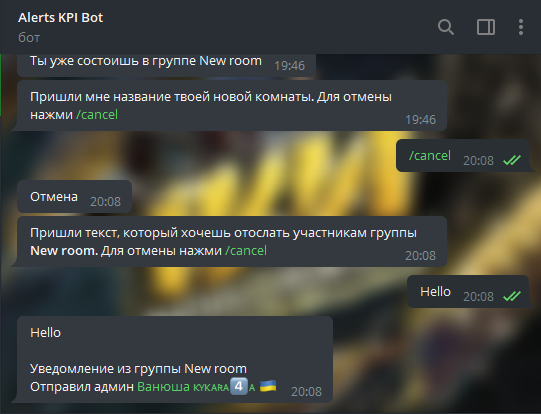 Alerts KPI Bot
бот
Ты уже состоишь в группе New room 19:46
Пришли мне название твоей новой комнаты. Для отмены
нажми /cancel 19:46
/cancel 20:08
Отмена 20:08
Пришли текст, который хочешь отослать участникам группы
New room. Для отмены нажми /cancel 20:08
Hello 20:08
Hello
Уведомление из группы New room
Отправил админ Ванюша ᴋʏᴋᴀʀᴀ4️⃣ᴀ 🇺🇦 20:08